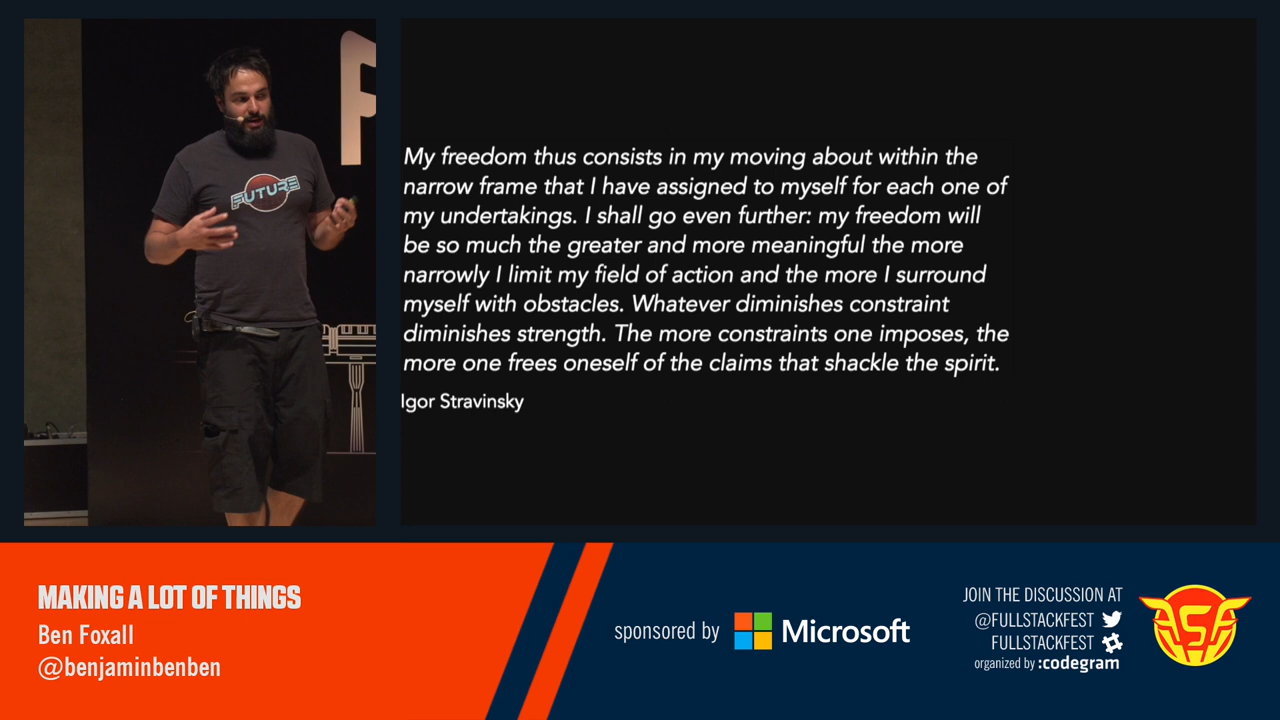 FUTURE
My freedom thus consists in my moving about within the
narrow frame that I have assigned to myself for each one of
my undertakings. I shall go even further: my freedom will
be so much the greater and more meaningful the more
narrowly I limit my field of action and the more I surround
myself with obstacles. Whatever diminishes constraint
diminishes strength. The more constraints one imposes, the
more one frees oneself of the claims that shackle the spirit.
Igor Stravinsky
MAKING A LOT OF THINGS
Ben Foxall
@benjaminbenben
sponsored by Microsoft
JOIN THE DISCUSSION AT
@FULLSTACKFEST
FULLSTACKFEST
organized by :codegram
FSF